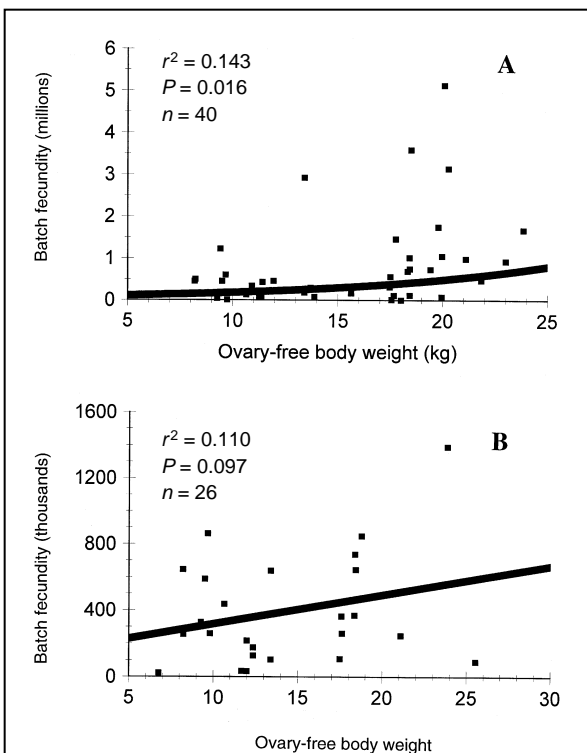 A
r² = 0.143
P = 0.016
n = 40
Batch fecundity (millions)
6
5
4
3
2
1
0
5 10 15 20 25
Ovary-free body weight (kg)
B
r² = 0.110
P = 0.097
n = 26
Batch fecundity (thousands)
1600
1200
800
400
0
5 10 15 20 25 30
Ovary-free body weight